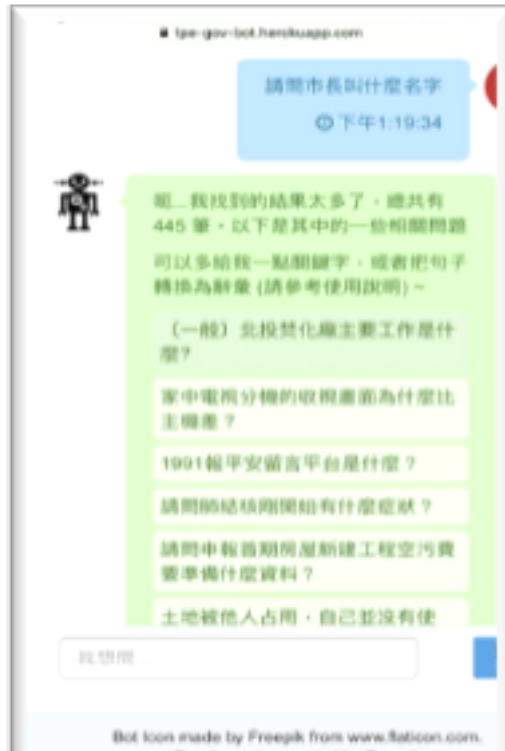 tpe-gov-bot.herokuapp.com
請問市長叫什麼名字
下午1:19:34
呃...我找到的結果太多了，總共有
445 筆，以下是其中的一些相關問題
可以多給我一點關鍵字，或者把句子
轉換為辭彙 (請參考使用說明) ~
（一般）北投焚化廠主要工作是什
麼?
家中電視分機的收視畫面為什麼比
主機差？
1991報平安留言平台是什麼？
請問肺結核剛開始有什麼症狀？
請問申報首期房屋新建工程空污費
要準備什麼資料？
土地被他人占用，自己並沒有使
我想問...
Bot Icon made by Freepik from www.flaticon.com.